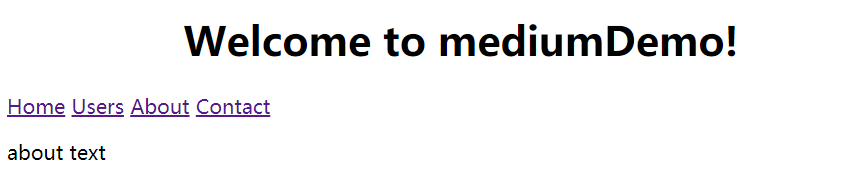 Welcome to mediumDemo!
Home Users About Contact
about text